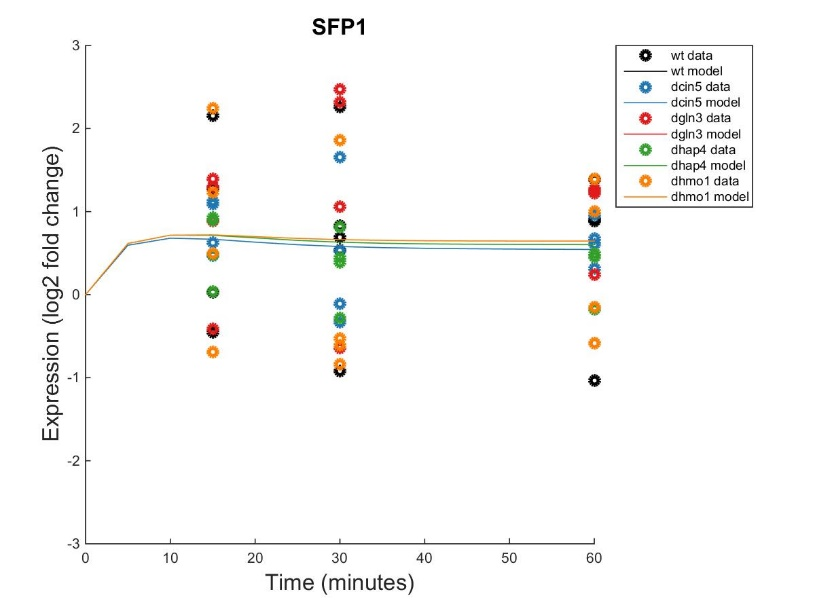 SFP1
3
2
1
0
-1
-2
-3
Expression (log2 fold change)
0
10
20
30
40
50
60
Time (minutes)
wt data
wt model
dcin5 data
dcin5 model
dgln3 data
dgln3 model
dhap4 data
dhap4 model
dhmo1 data
dhmo1 model